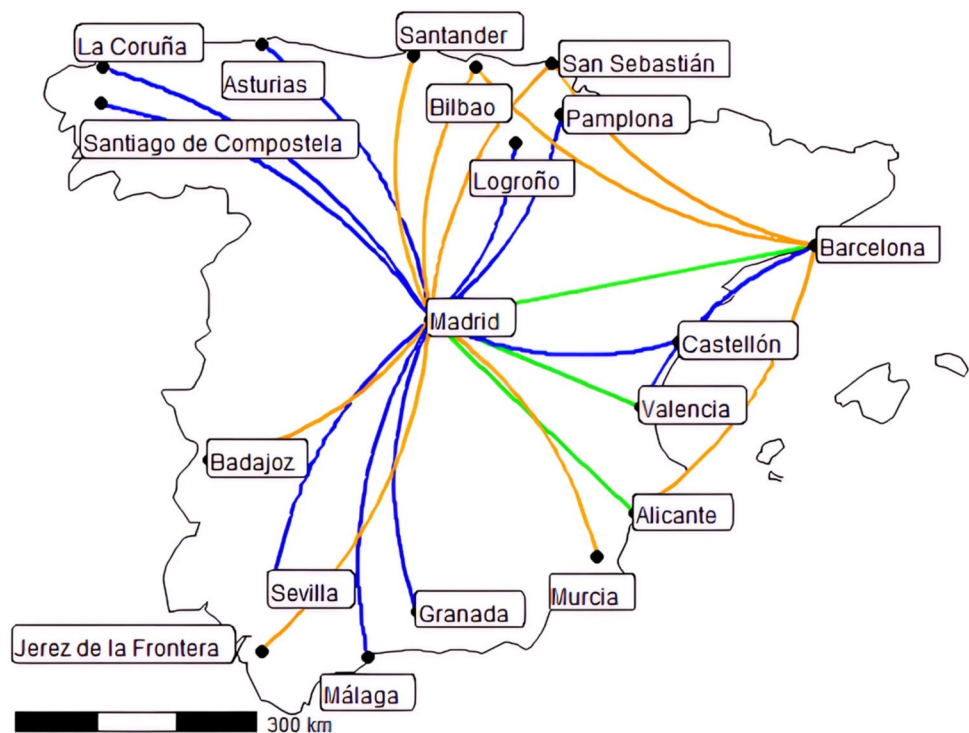 Santander
La Coruña
San Sebastián
Asturias
Bilbao
Pamplona
Santiago de Compostela
Logroño
Barcelona
Madrid
Castellón
Valencia
Badajoz
Alicante
Sevilla
Granada
Murcia
Jerez de la Frontera
Málaga
300 km